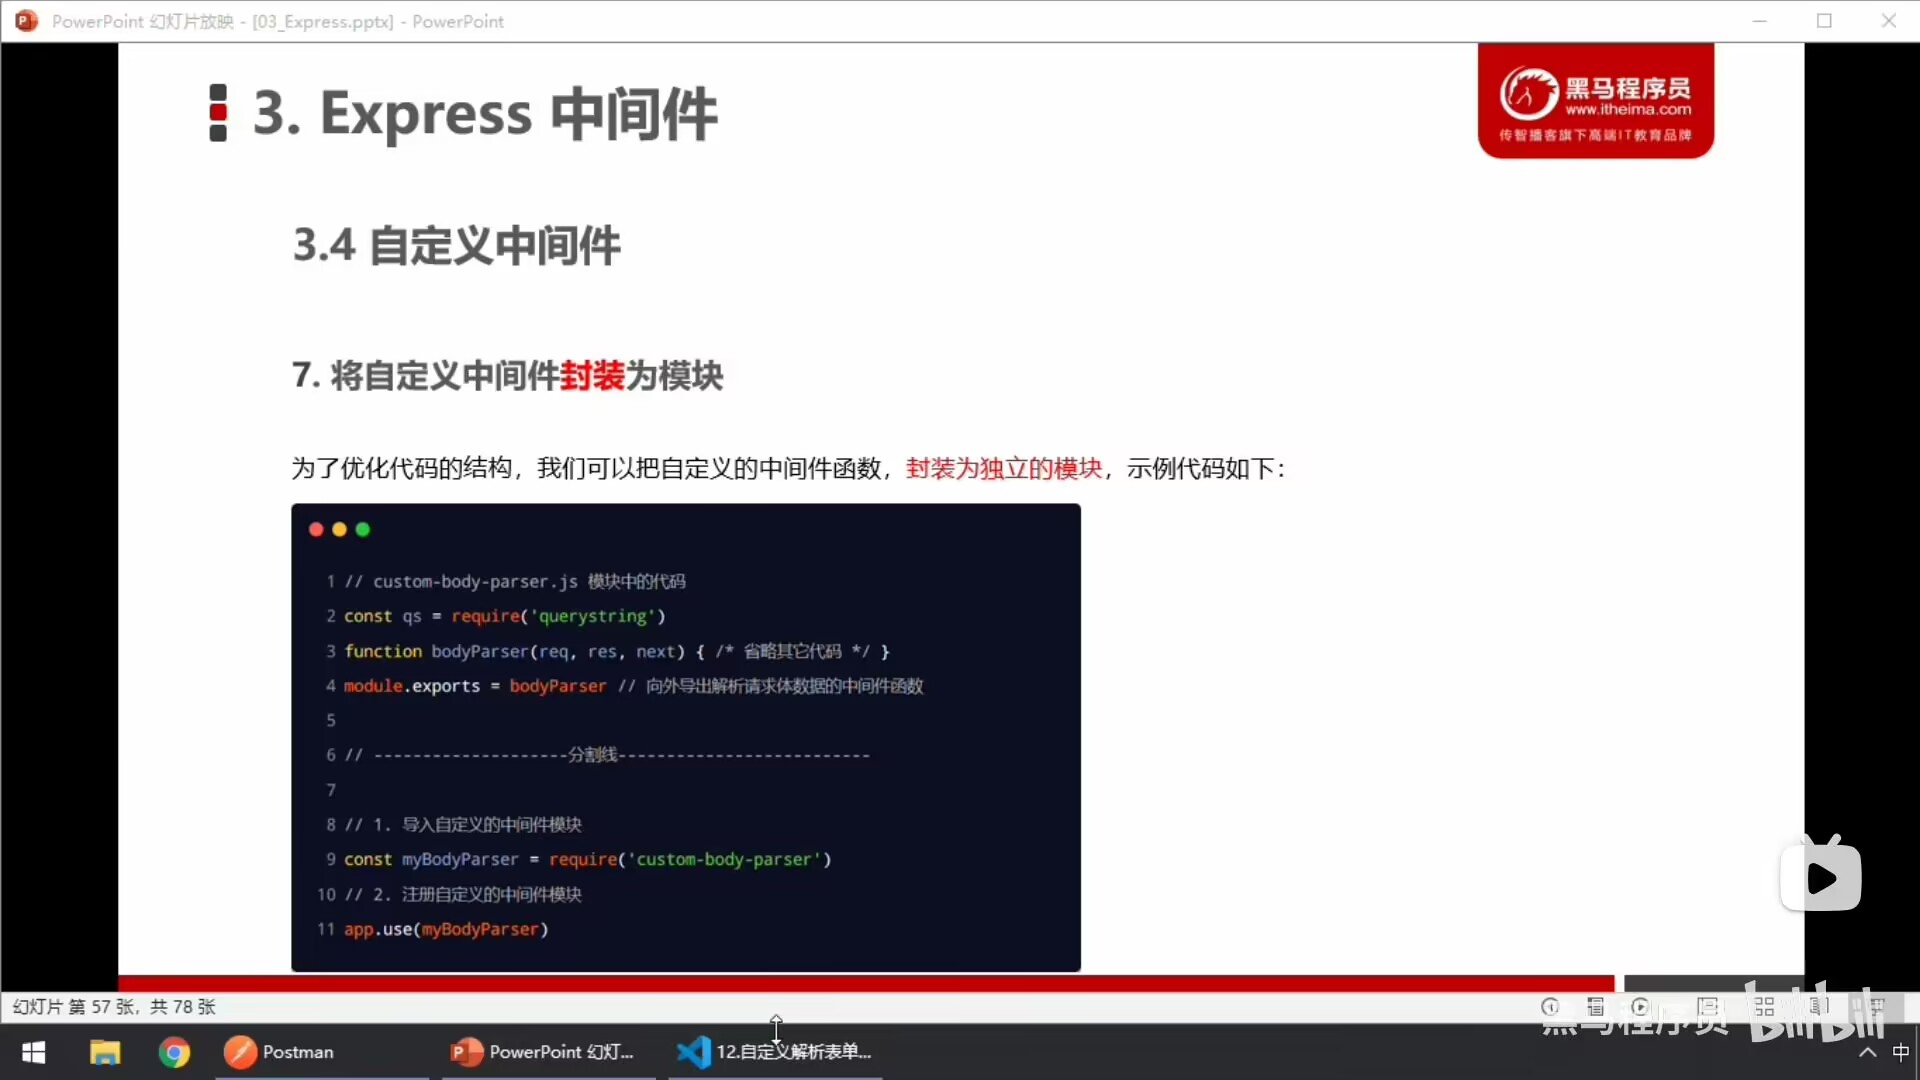 PowerPoint 幻灯片放映 - [03_Express.pptx] - PowerPoint
3. Express 中间件
黑马程序员
www.itheima.com
传智播客旗下高端IT教育品牌
3.4 自定义中间件
7. 将自定义中间件封装为模块
为了优化代码的结构，我们可以把自定义的中间件函数，封装为独立的模块，示例代码如下：
1 // custom-body-parser.js 模块中的代码
2 const qs = require('querystring')
3 function bodyParser(req, res, next) { /* 省略其它代码 */ }
4 module.exports = bodyParser // 向外导出解析请求体数据的中间件函数
5
6 // --------------------分割线--------------------------
7
8 // 1. 导入自定义的中间件模块
9 const myBodyParser = require('custom-body-parser')
10 // 2. 注册自定义的中间件模块
11 app.use(myBodyParser)
幻灯片 第 57 张，共 78 张
黑马程序员 bilibili
Postman
PowerPoint 幻灯...
12.自定义解析表单...
中